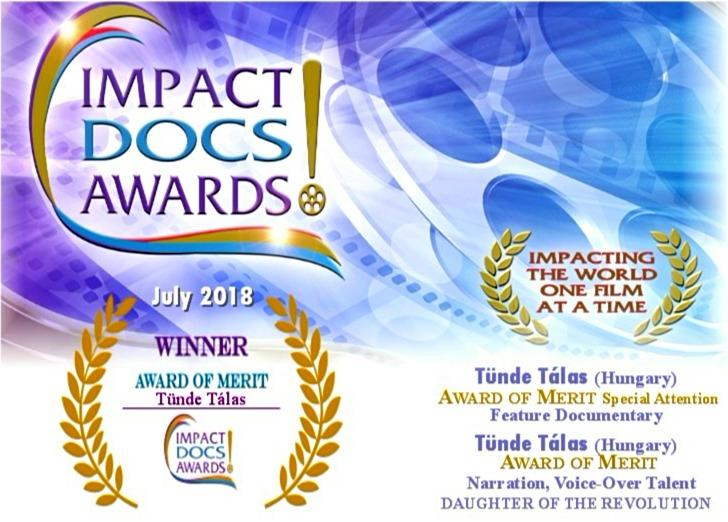 IMPACT
DOCS
AWARDS!
July 2018
WINNER
AWARD OF MERIT
Tünde Tálas
IMPACT
DOCS
AWARDS!
IMPACTING
THE WORLD
ONE FILM
AT A TIME
Tünde Tálas (Hungary)
AWARD OF MERIT Special Attention
Feature Documentary
Tünde Tálas (Hungary)
AWARD OF MERIT
Narration, Voice-Over Talent
DAUGHTER OF THE REVOLUTION